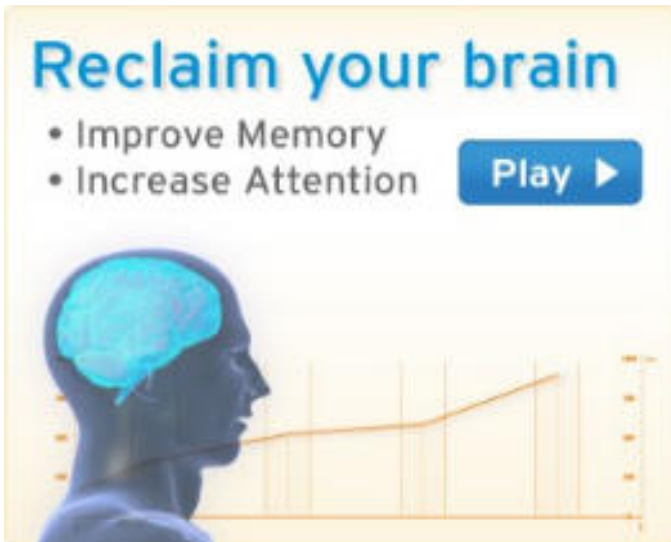 Reclaim your brain
• Improve Memory
• Increase Attention
Play